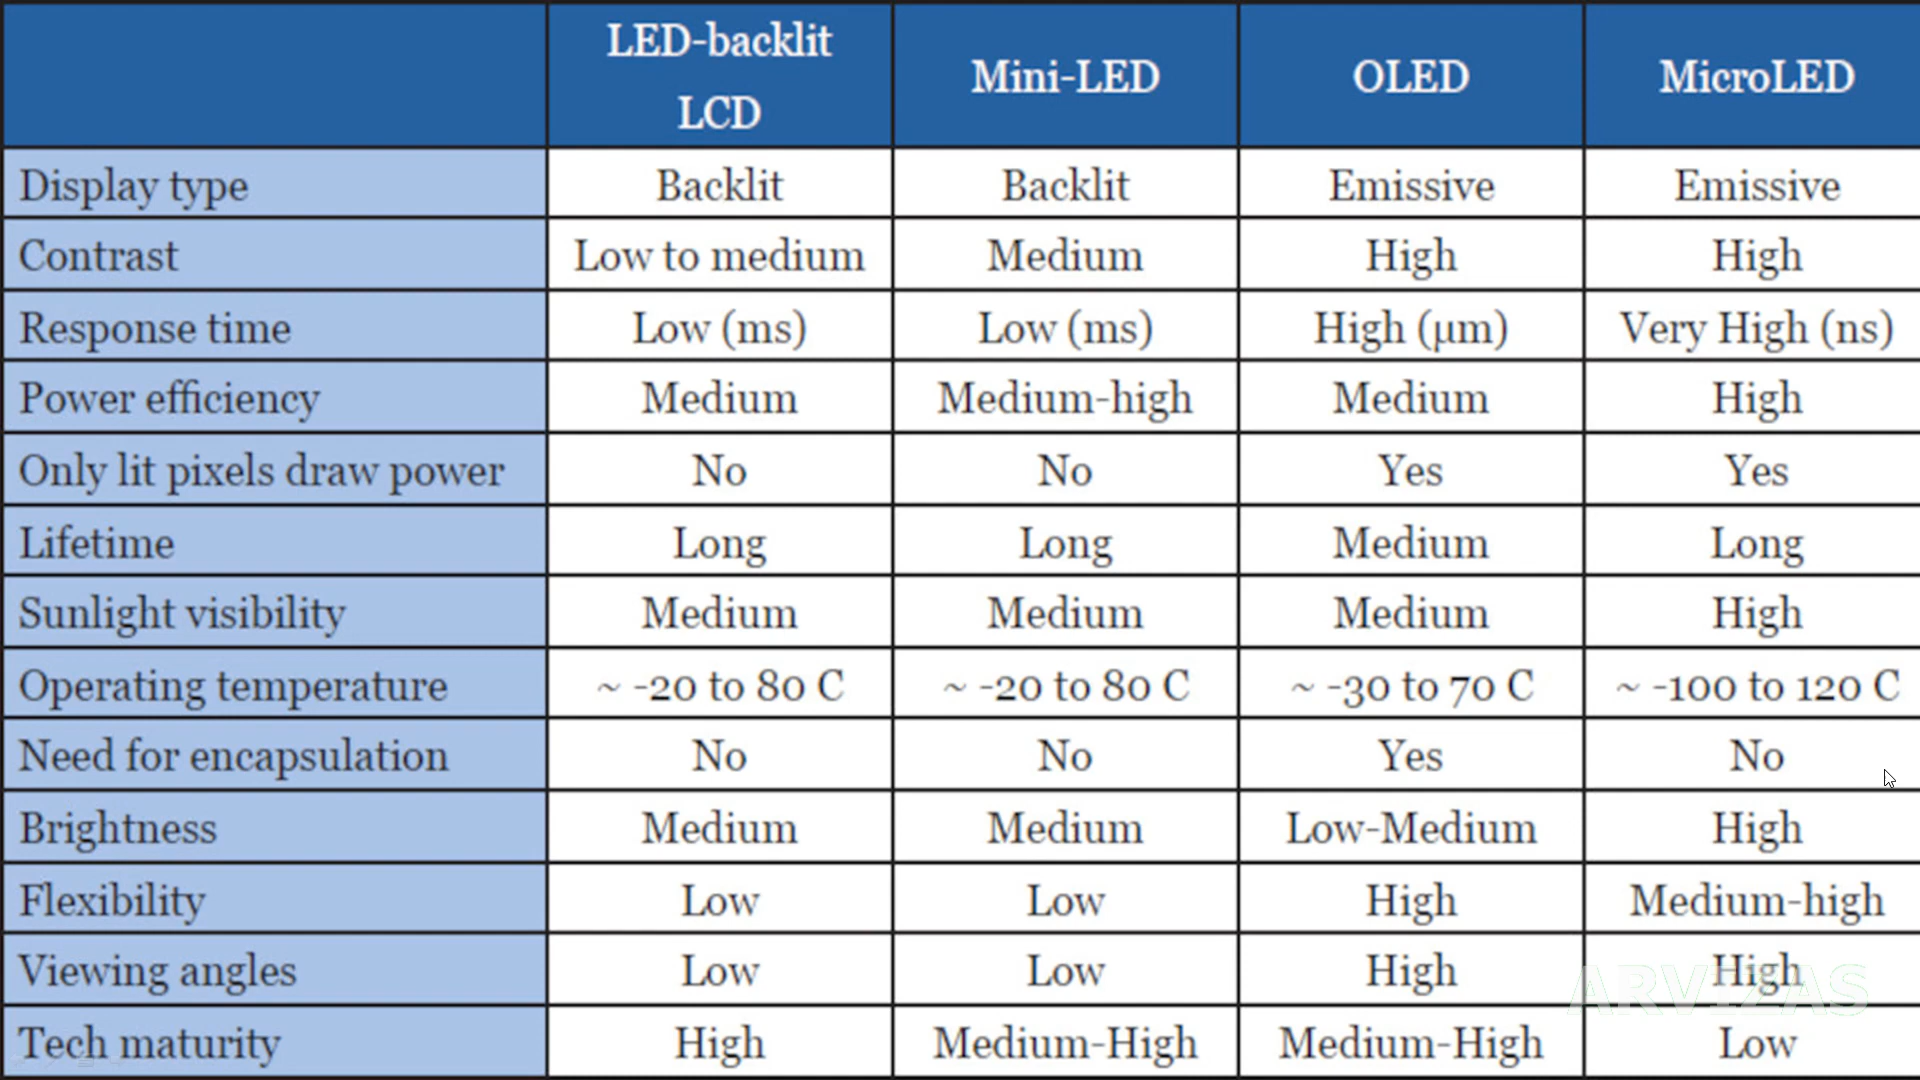 LED-backlit LCD Mini-LED OLED MicroLED
Display type Backlit Backlit Emissive Emissive
Contrast Low to medium Medium High High
Response time Low (ms) Low (ms) High (μm) Very High (ns)
Power efficiency Medium Medium-high Medium High
Only lit pixels draw power No No Yes Yes
Lifetime Long Long Medium Long
Sunlight visibility Medium Medium Medium High
Operating temperature ~ -20 to 80 C ~ -20 to 80 C ~ -30 to 70 C ~ -100 to 120 C
Need for encapsulation No No Yes No
Brightness Medium Medium Low-Medium High
Flexibility Low Low High Medium-high
Viewing angles Low Low High High
ARVIZAS
Tech maturity High Medium-High Medium-High Low